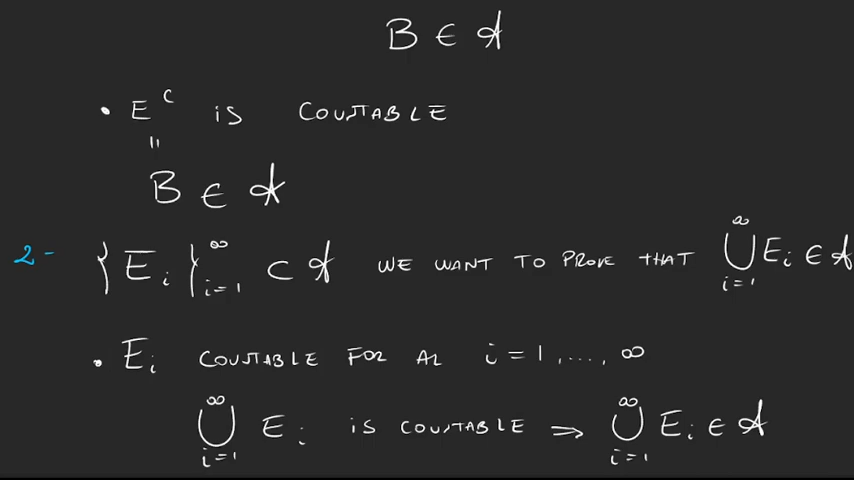 B ∈ 𝒜
• E^C is COUNTABLE
=
B ∈ 𝒜
2- {E_i}_{i=1}^∞ ⊂ 𝒜 WE WANT TO PROVE THAT ⋃_{i=1}^∞ E_i ∈ 𝒜
• E_i COUNTABLE FOR AL i = 1, ..., ∞
⋃_{i=1}^∞ E_i is COUNTABLE ⇒ ⋃_{i=1}^∞ E_i ∈ 𝒜